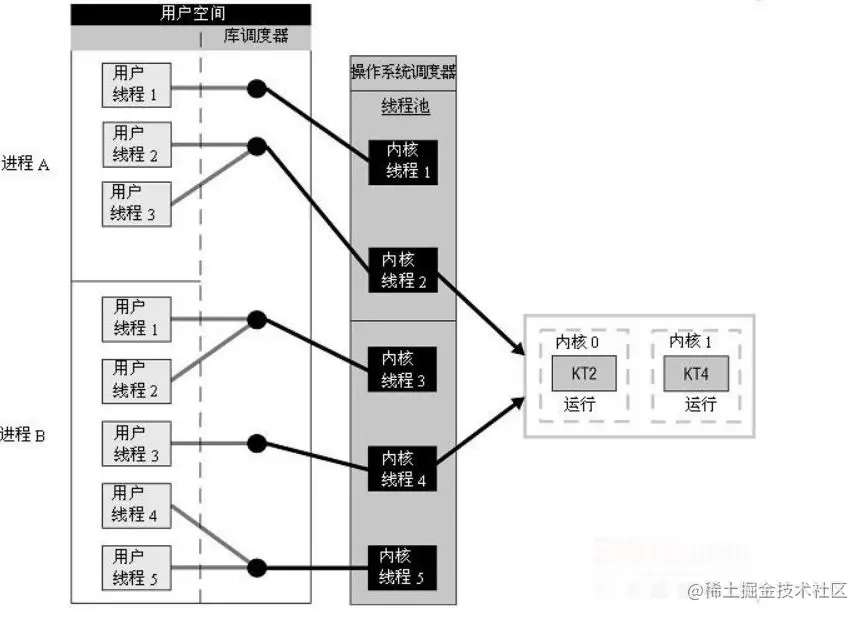 用户空间
库调度器
操作系统调度器
线程池
进程 A
用户
线程 1
用户
线程 2
用户
线程 3
内核
线程 1
内核
线程 2
进程 B
用户
线程 1
用户
线程 2
用户
线程 3
用户
线程 4
用户
线程 5
内核
线程 3
内核
线程 4
内核
线程 5
内核 0
KT2
运行
内核 1
KT4
运行
@稀土掘金技术社区